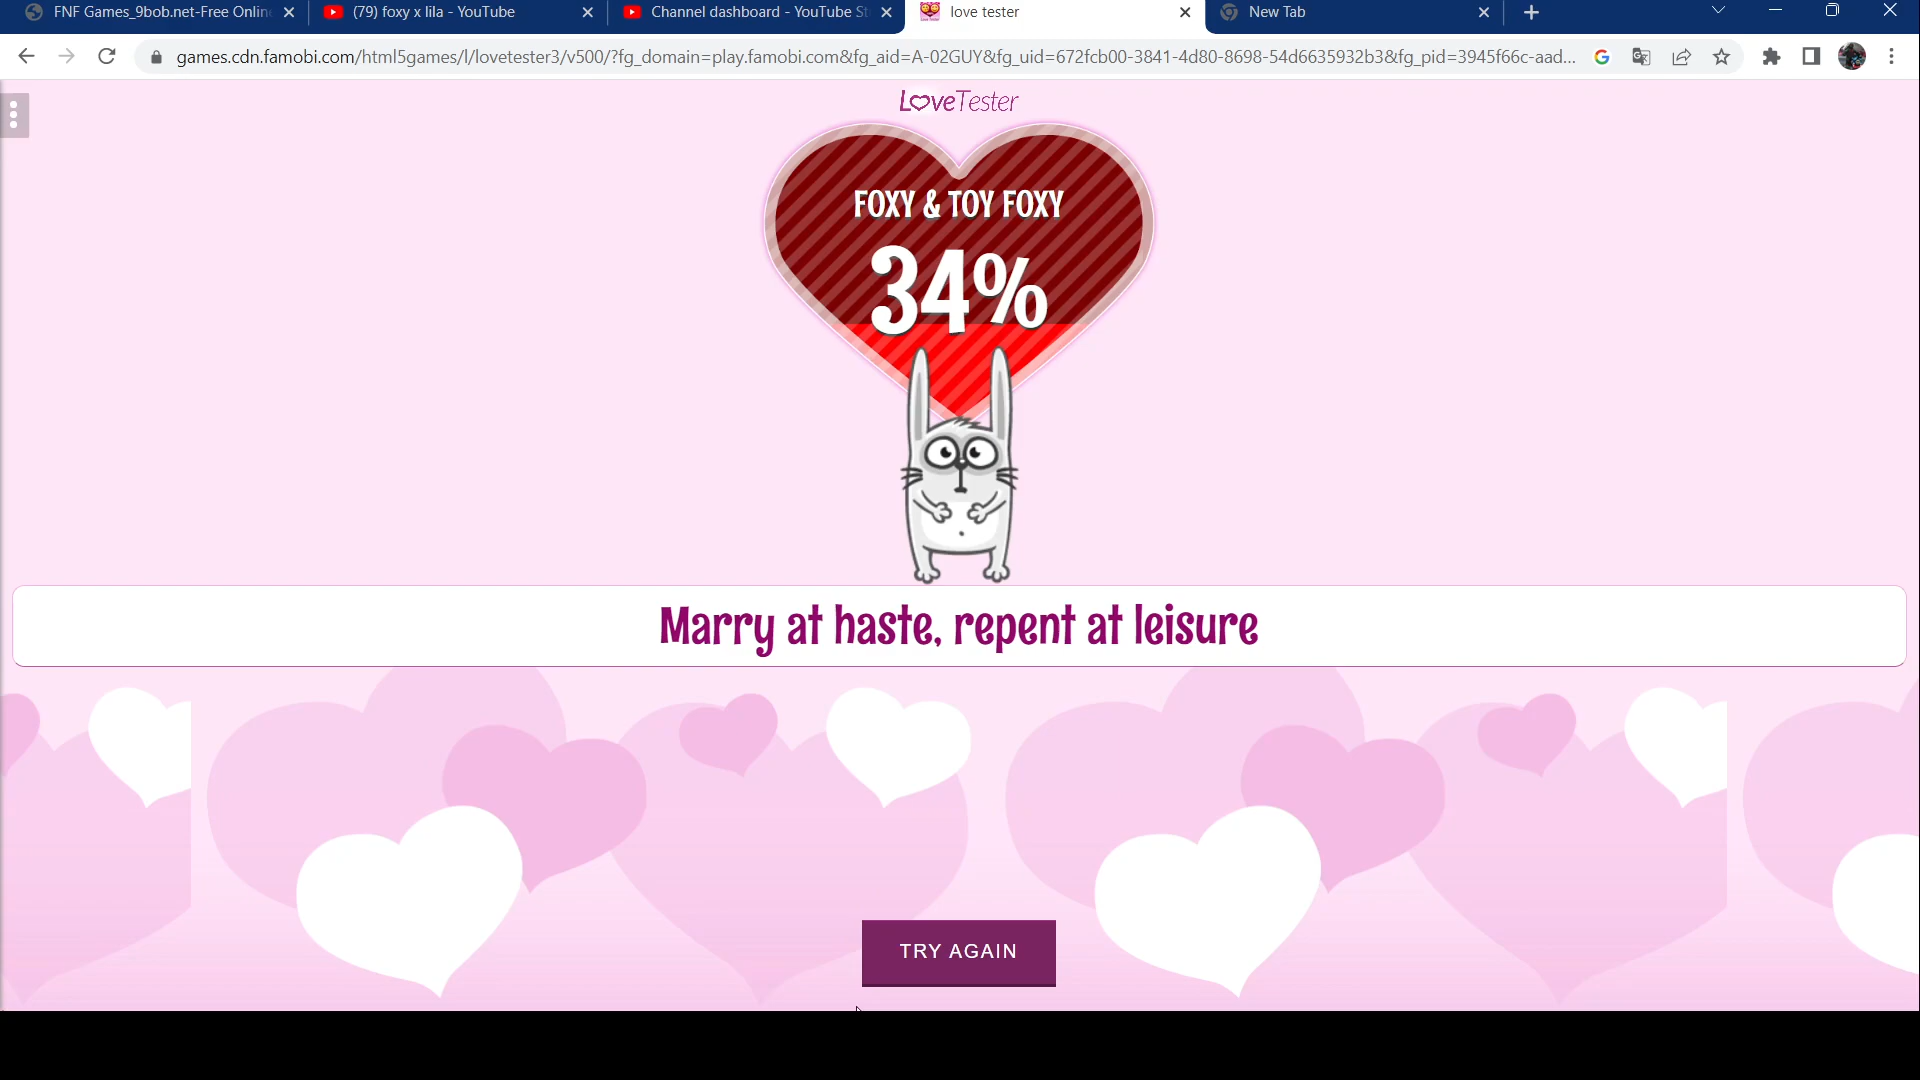 FNF Games_9bob.net-Free Onlin
(79) foxy x lila - YouTube
Channel dashboard - YouTube St
love tester
New Tab
games.cdn.famobi.com/html5games/l/lovetester3/v500/?fg_domain=play.famobi.com&fg_aid=A-02GUY&fg_uid=672fcb00-3841-4d80-8698-54d6635932b3&fg_pid=3945f66c-aad...
LoveTester
FOXY & TOY FOXY
34%
Marry at haste, repent at leisure
TRY AGAIN